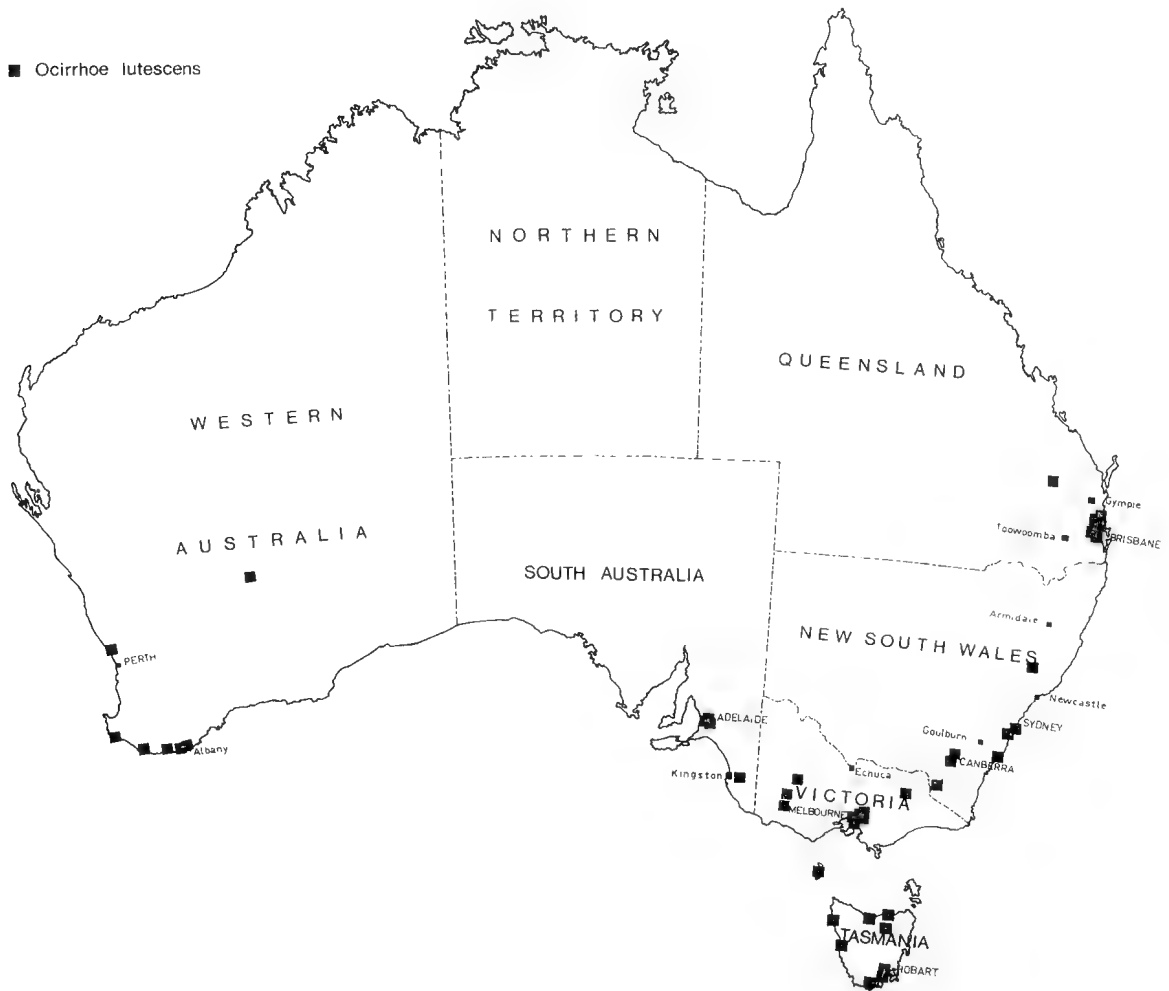 Ocirrhoe lutescens
NORTHERN
TERRITORY
QUEENSLAND
WESTERN
AUSTRALIA
SOUTH AUSTRALIA
Gympie
Toowoomba
BRISBANE
Armidale
NEW SOUTH WALES
PERTH
Newcastle
ADELAIDE
SYDNEY
Goulburn
CANBERRA
Albany
Kingston
Echuca
VICTORIA
MELBOURNE
TASMANIA
HOBART